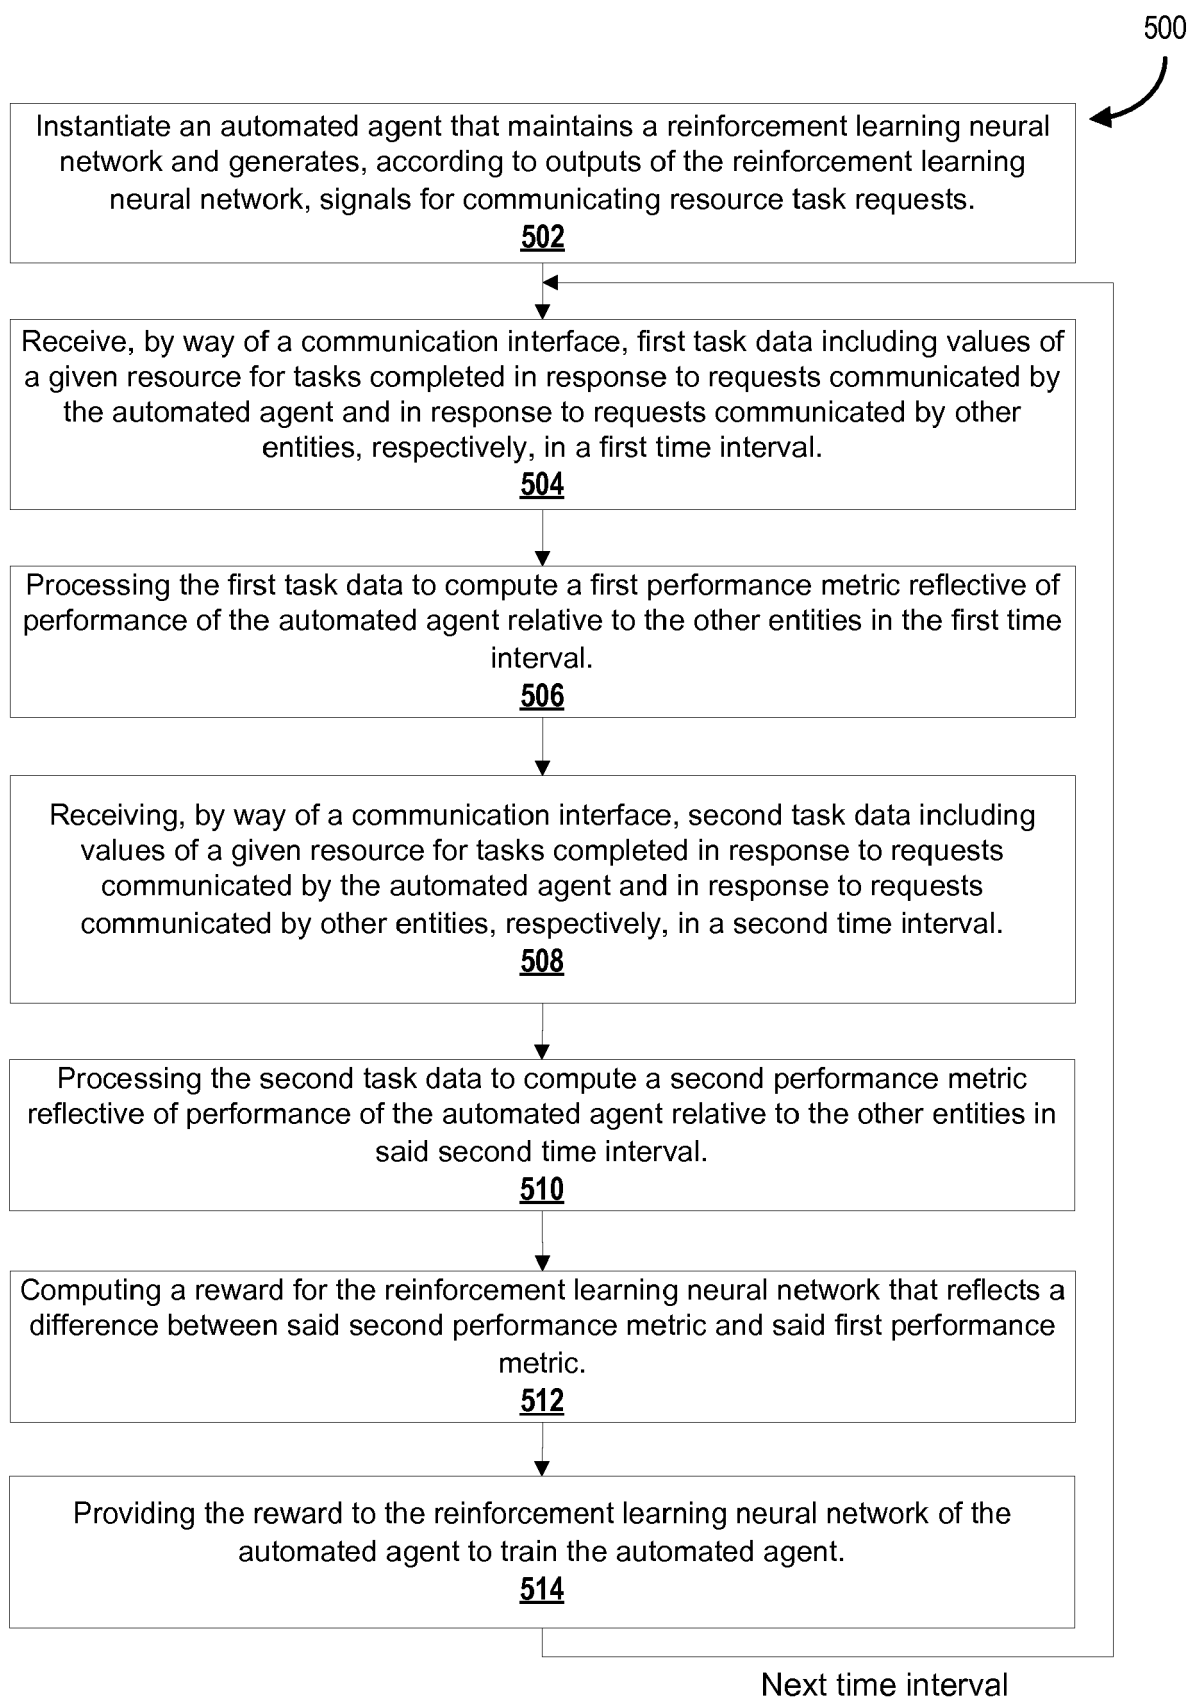 500
Instantiate an automated agent that maintains a reinforcement learning neural
network and generates, according to outputs of the reinforcement learning
neural network, signals for communicating resource task requests.
502
Receive, by way of a communication interface, first task data including values of
a given resource for tasks completed in response to requests communicated by
the automated agent and in response to requests communicated by other
entities, respectively, in a first time interval.
504
Processing the first task data to compute a first performance metric reflective of
performance of the automated agent relative to the other entities in the first time
interval.
506
Receiving, by way of a communication interface, second task data including
values of a given resource for tasks completed in response to requests
communicated by the automated agent and in response to requests
communicated by other entities, respectively, in a second time interval.
508
Processing the second task data to compute a second performance metric
reflective of performance of the automated agent relative to the other entities in
said second time interval.
510
Computing a reward for the reinforcement learning neural network that reflects a
difference between said second performance metric and said first performance
metric.
512
Providing the reward to the reinforcement learning neural network of the
automated agent to train the automated agent.
514
Next time interval